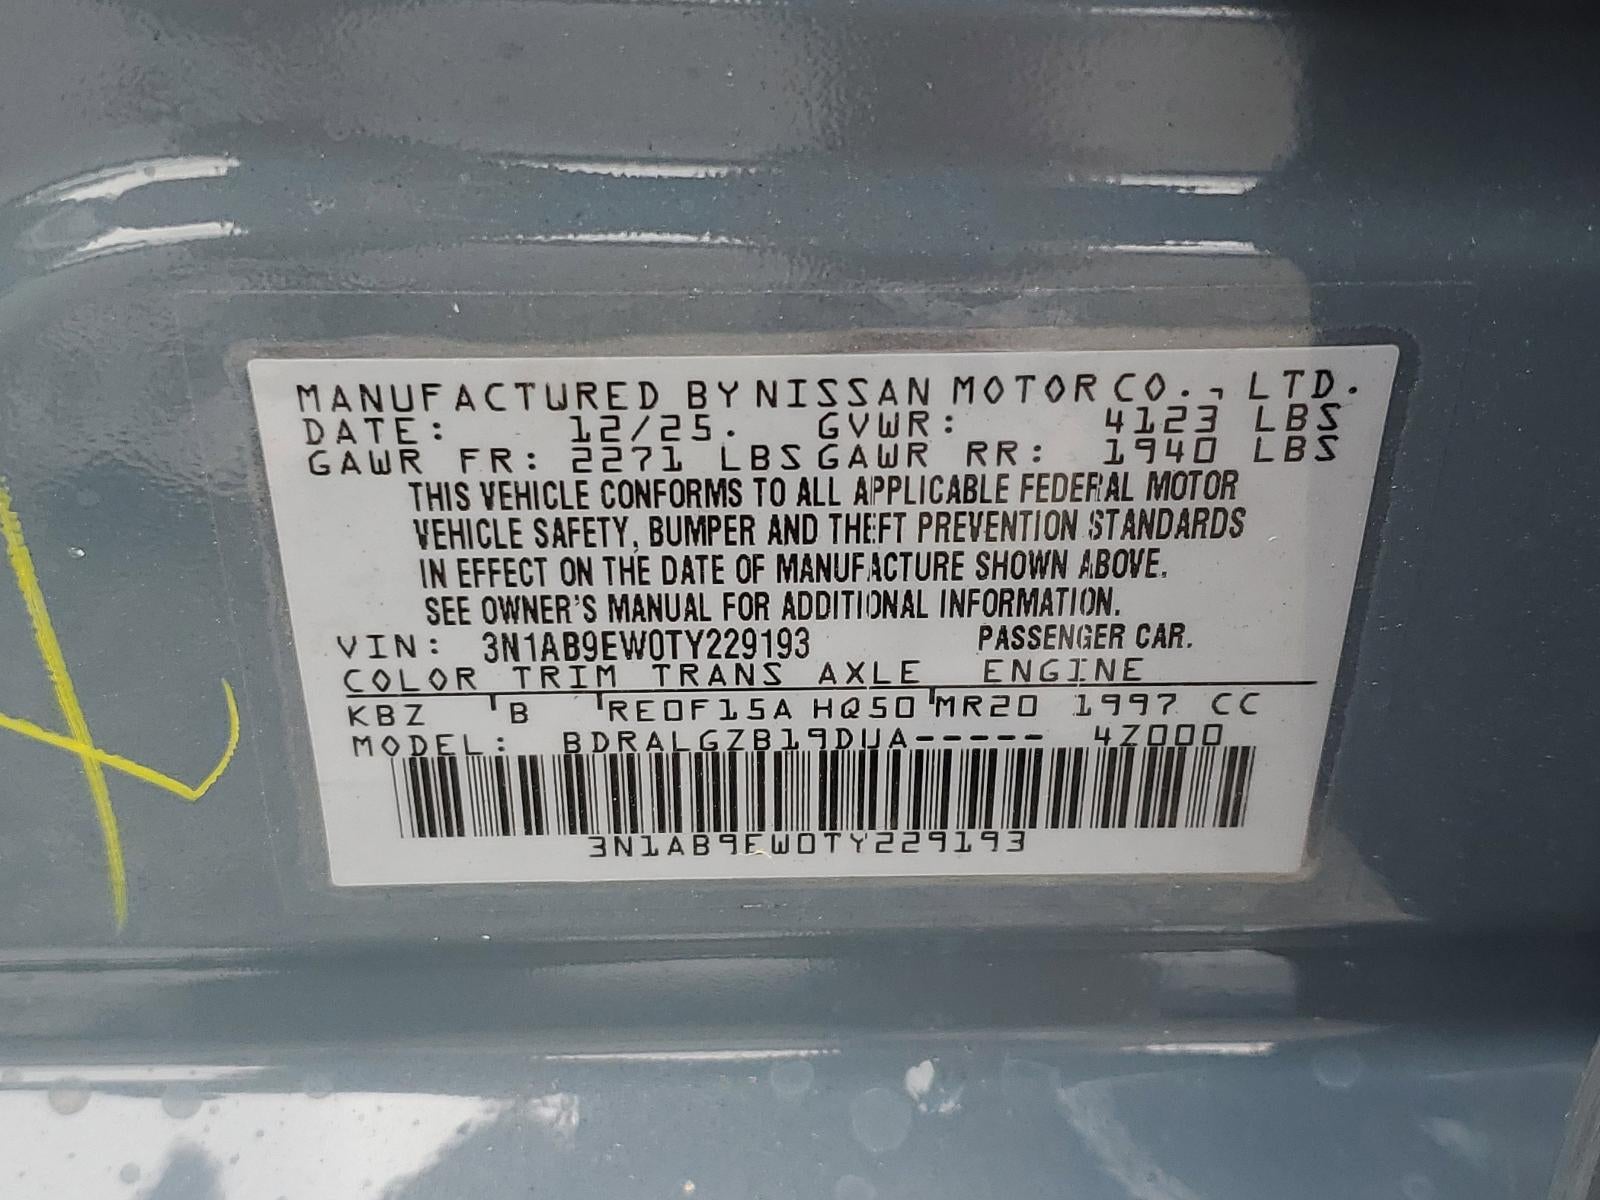 MANUFACTURED BY NISSAN MOTOR CO., LTD.
DATE: 12/25. GVWR: 4123 LBS
GAWR FR: 2271 LBS GAWR RR: 1940 LBS
THIS VEHICLE CONFORMS TO ALL APPLICABLE FEDERAL MOTOR
VEHICLE SAFETY, BUMPER AND THEFT PREVENTION STANDARDS
IN EFFECT ON THE DATE OF MANUFACTURE SHOWN ABOVE.
SEE OWNER'S MANUAL FOR ADDITIONAL INFORMATION.
VIN: 3N1AB9EW0TY229193 PASSENGER CAR.
COLOR TRIM TRANS AXLE ENGINE
KBZ B RE0F15A HQ50 MR20 1997 CC
MODEL: BDRALGZB19DUA----- 4Z000
3N1AB9EW0TY229193